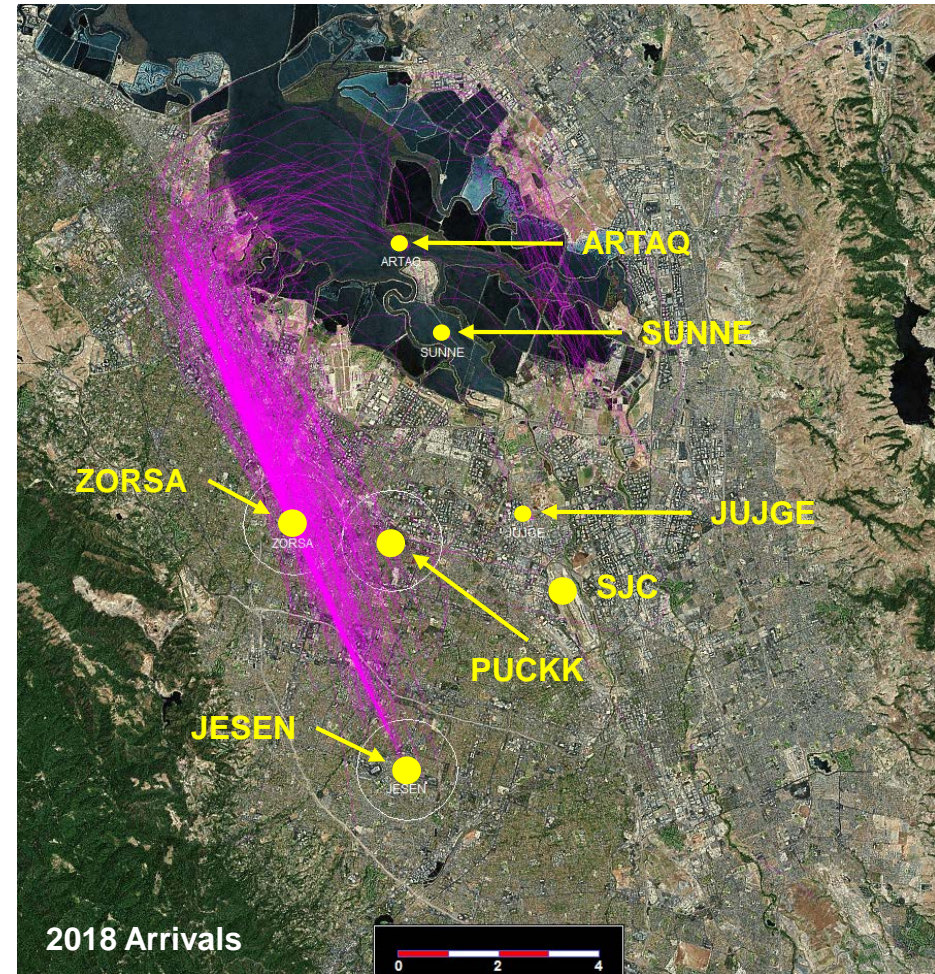 ARTAQ
ARTAQ
SUNNE
SUNNE
ZORSA
ZORSA
JUJGE
JUJGE
SJC
PUCKK
JESEN
JESEN
2018 Arrivals
0 2 4